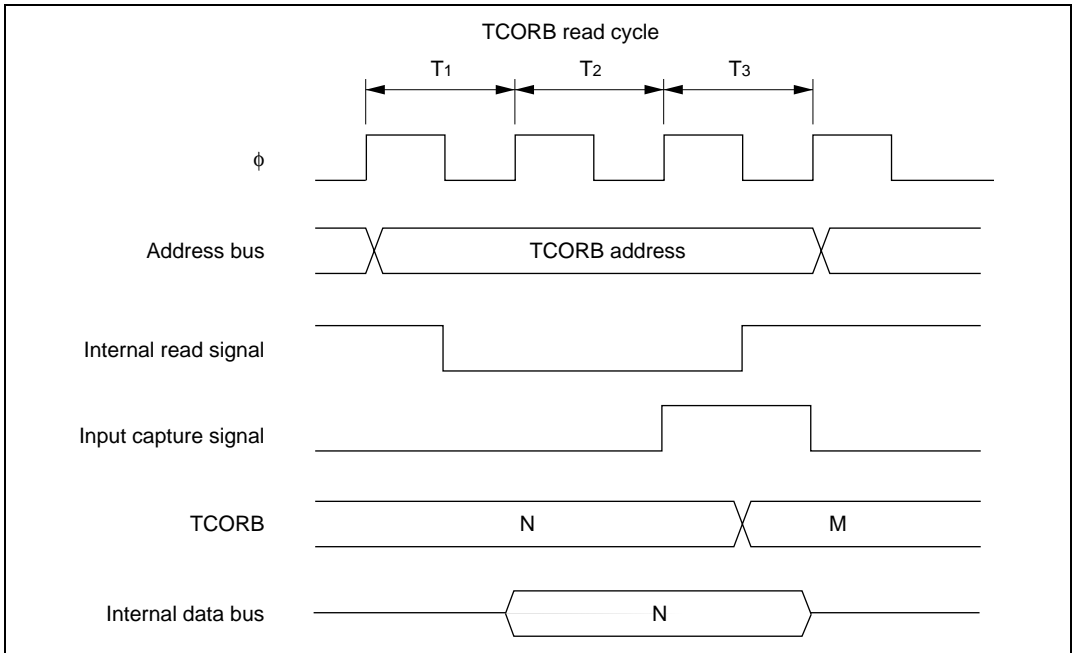 TCORB read cycle
T1 T2 T3
ϕ
Address bus TCORB address
Internal read signal
Input capture signal
TCORB N M
Internal data bus N